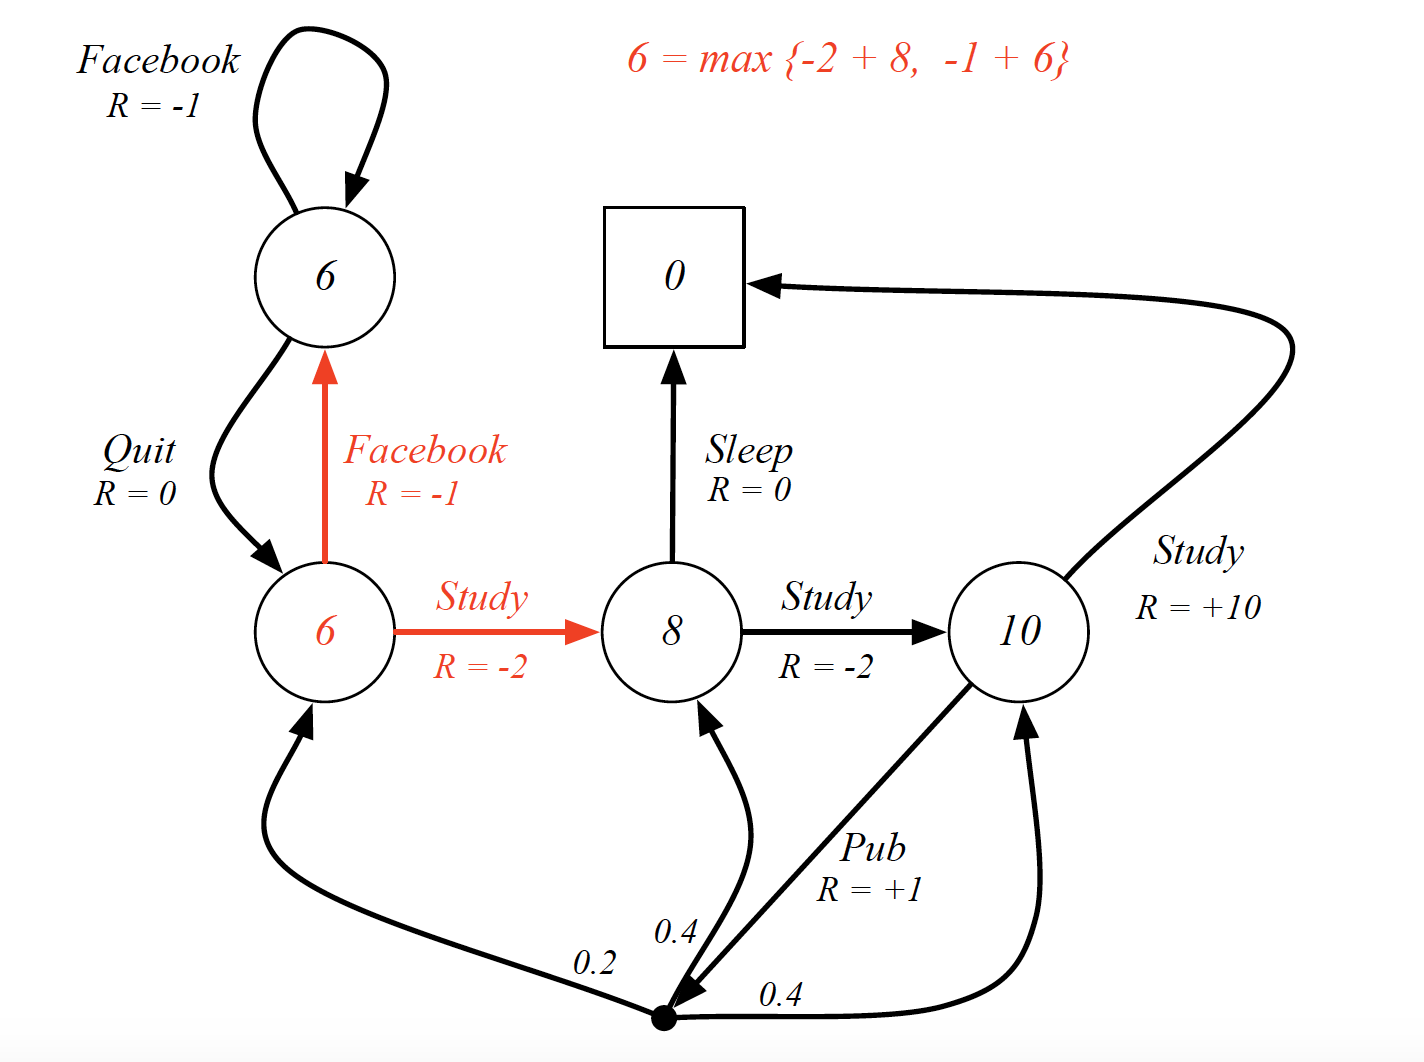 6 = max {-2 + 8, -1 + 6}
Facebook
R = -1
6
0
Quit
R = 0
Facebook
R = -1
Sleep
R = 0
Study
R = +10
6
Study
R = -2
8
Study
R = -2
10
Pub
R = +1
0.4
0.2
0.4